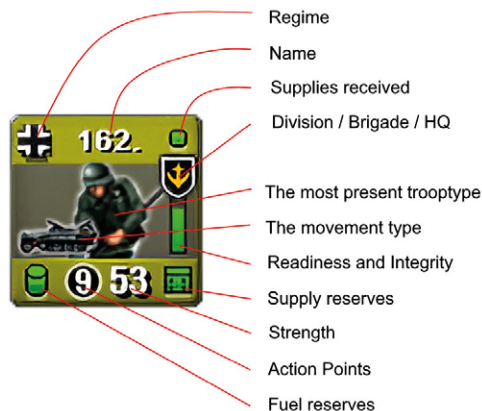 Regime
Name
Supplies received
162.
Division / Brigade / HQ
The most present trooptype
The movement type
Readiness and Integrity
9 53
Supply reserves
Strength
Action Points
Fuel reserves